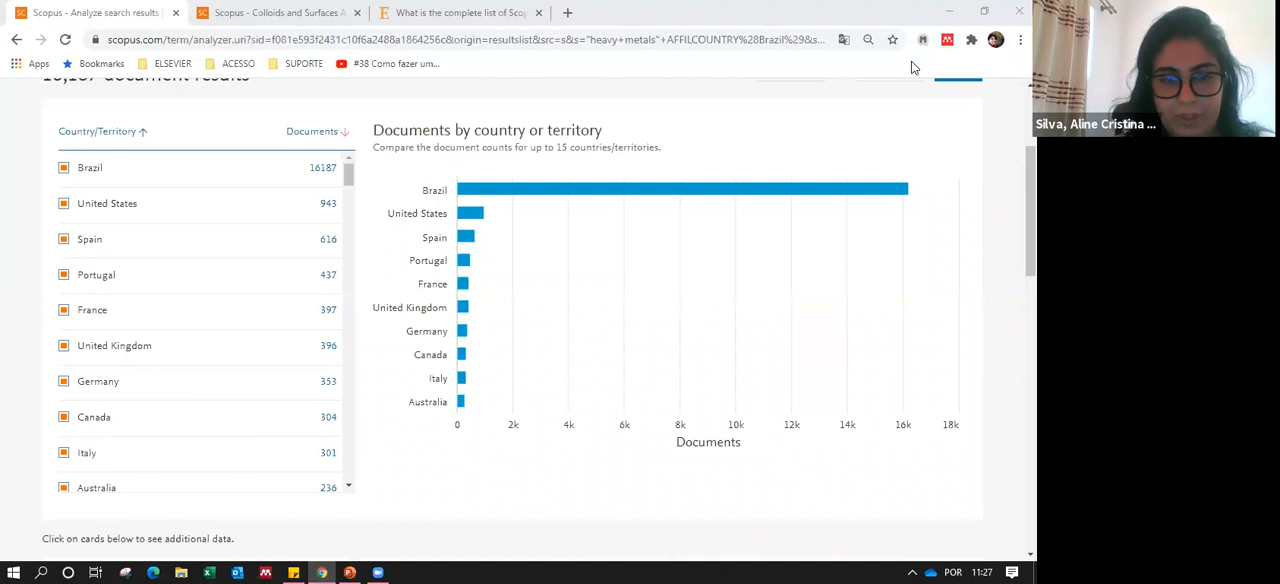 Scopus - Analyze search results
Scopus - Colloids and Surfaces A
What is the complete list of Scop
scopus.com/term/analyzer.uri?sid=f081e593f2431c10f6a2d88a1864256c&origin=resultslist&src=s&s="heavy+metals"+AFFILCOUNTRY%28Brazil%29&s...
Apps
Bookmarks
ELSEVIER
ACESSO
SUPORTE
#38 Como fazer um...
16,187 document results
Silva, Aline Cristina ...
Country/Territory
Documents
Brazil 16187
United States 943
Spain 616
Portugal 437
France 397
United Kingdom 396
Germany 353
Canada 304
Italy 301
Australia 236
Documents by country or territory
Compare the document counts for up to 15 countries/territories.
Brazil
United States
Spain
Portugal
France
United Kingdom
Germany
Canada
Italy
Australia
0 2k 4k 6k 8k 10k 12k 14k 16k 18k
Documents
Click on cards below to see additional data.
POR 11:27